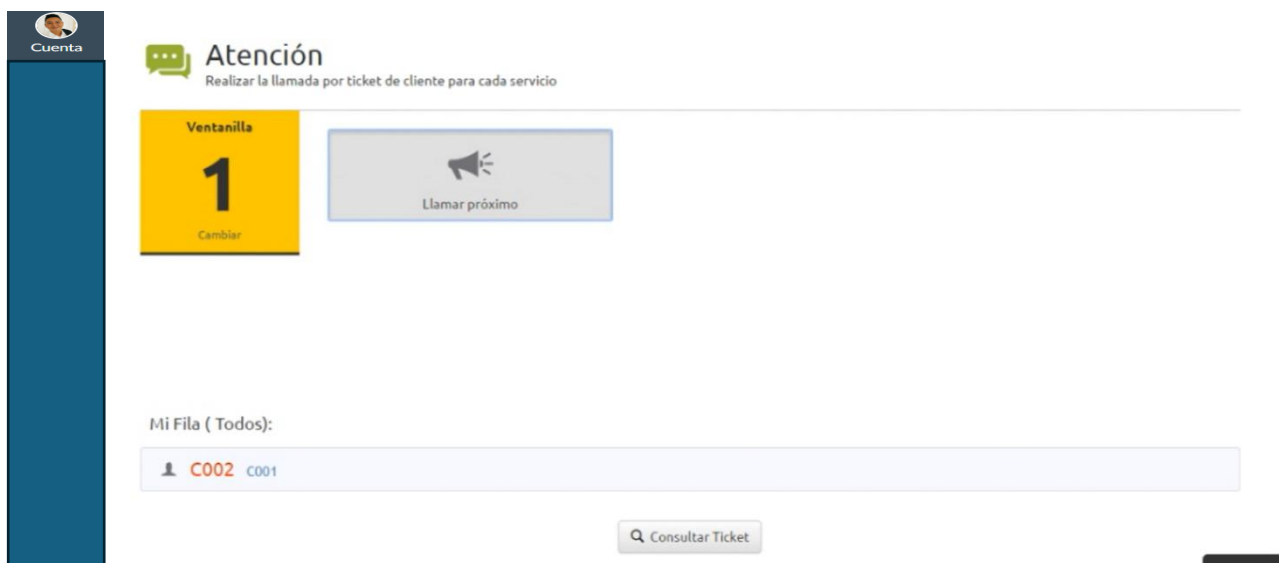 Cuenta
Atención
Realizar la llamada por ticket de cliente para cada servicio
Ventanilla
1
Cambiar
Llamar próximo
Mi Fila ( Todos):
C002 C001
Consultar Ticket